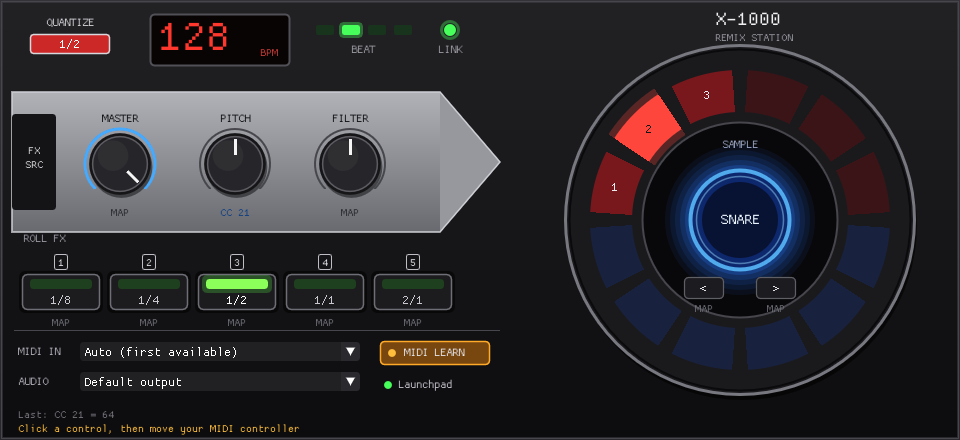 QUANTIZE
1/2
128
BPM
BEAT
LINK
X-1000
REMIX STATION
FX
SRC
MASTER
PITCH
FILTER
MAP
CC 21
MAP
ROLL FX
1
2
3
4
5
1/8
1/4
1/2
1/1
2/1
MAP
MAP
MAP
MAP
MAP
MIDI IN
Auto (first available)
MIDI LEARN
AUDIO
Default output
Launchpad
Last: CC 21 = 64
Click a control, then move your MIDI controller
1
2
3
SAMPLE
SNARE
<
>
MAP
MAP